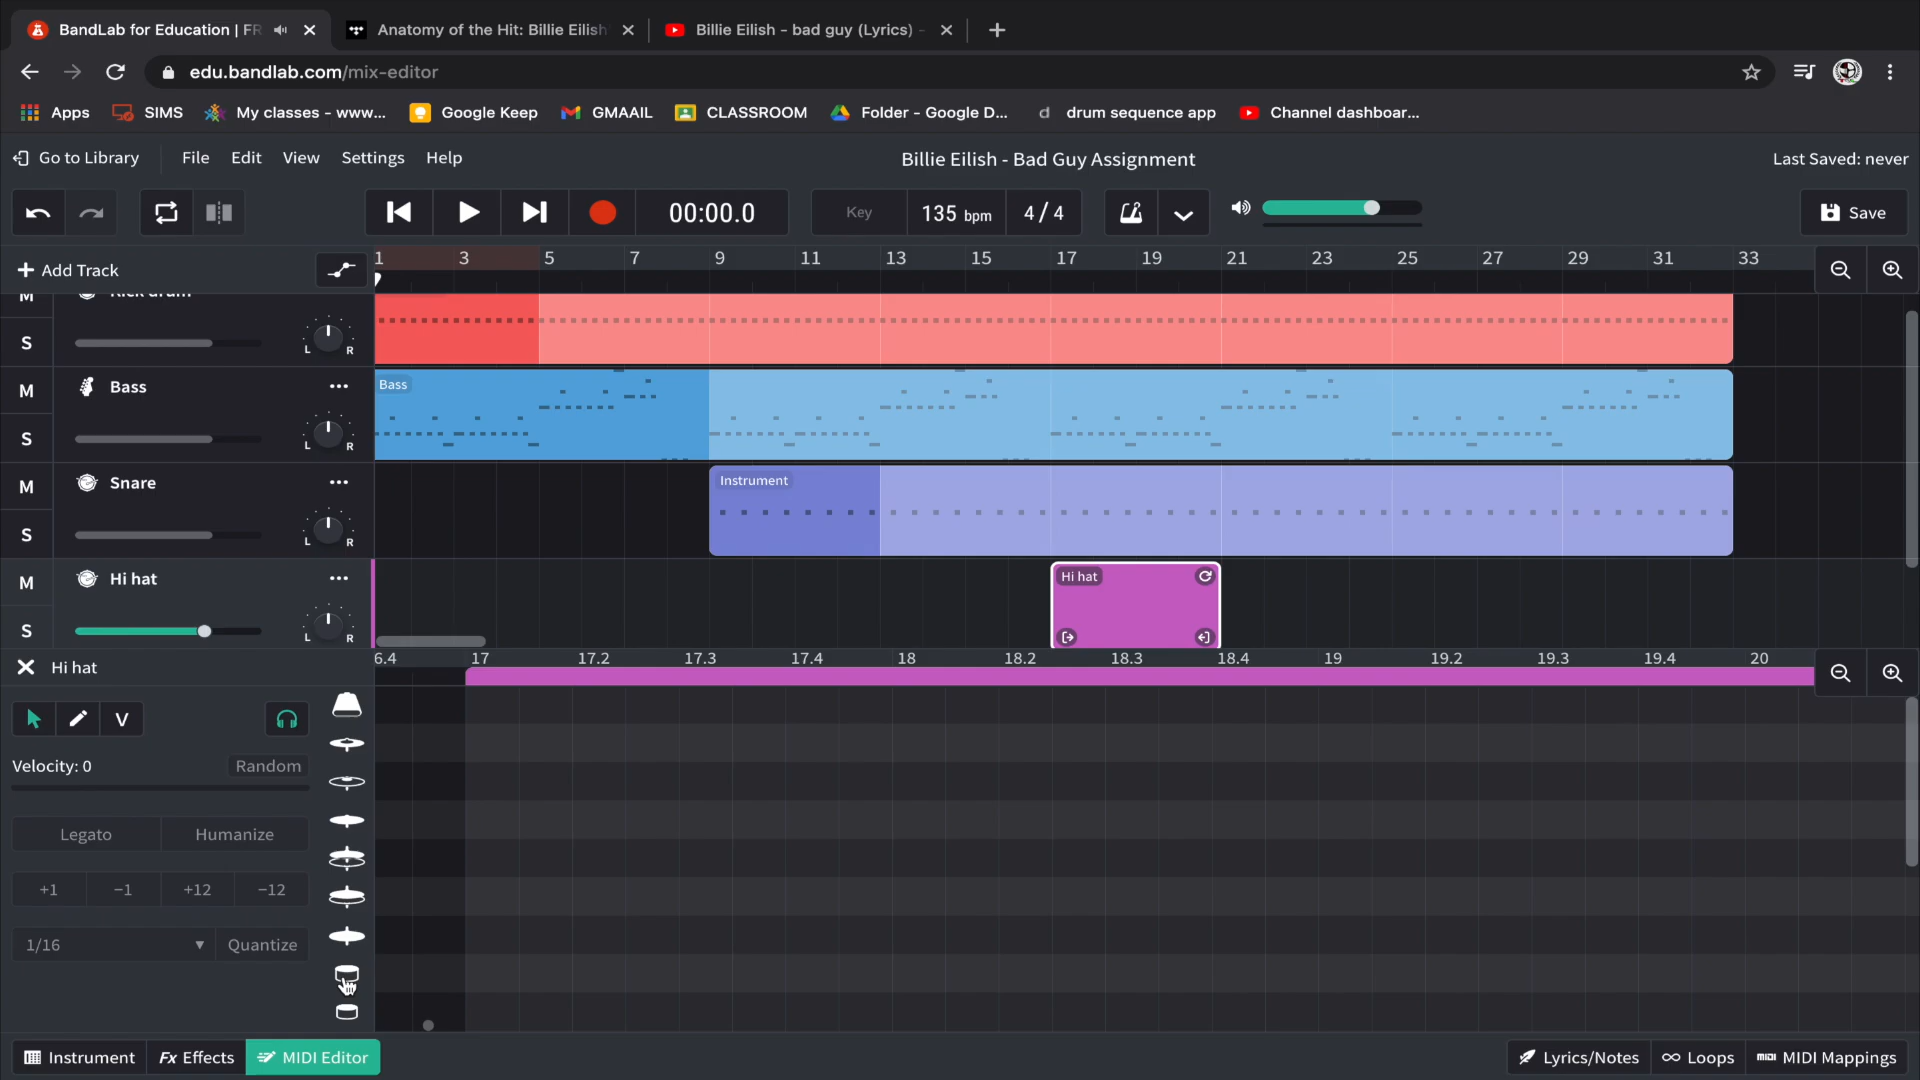 BandLab for Education | FR
Anatomy of the Hit: Billie Eilish
Billie Eilish - bad guy (Lyrics) -
edu.bandlab.com/mix-editor
Apps SIMS My classes - www... Google Keep GMAAIL CLASSROOM Folder - Google D... d drum sequence app Channel dashboar...
Go to Library File Edit View Settings Help Billie Eilish - Bad Guy Assignment Last Saved: never
00:00.0 Key 135 bpm 4 / 4 Save
+ Add Track 1 3 5 7 9 11 13 15 17 19 21 23 25 27 29 31 33
M Kick drum
S L R
M Bass ... Bass
S L R
M Snare ... Instrument
S L R
M Hi hat ... Hi hat
S L R
Hi hat 6.4 17 17.2 17.3 17.4 18 18.2 18.3 18.4 19 19.2 19.3 19.4 20
V
Velocity: 0 Random
Legato Humanize
+1 −1 +12 −12
1/16 Quantize
Instrument Fx Effects MIDI Editor Lyrics/Notes Loops MIDI MIDI Mappings